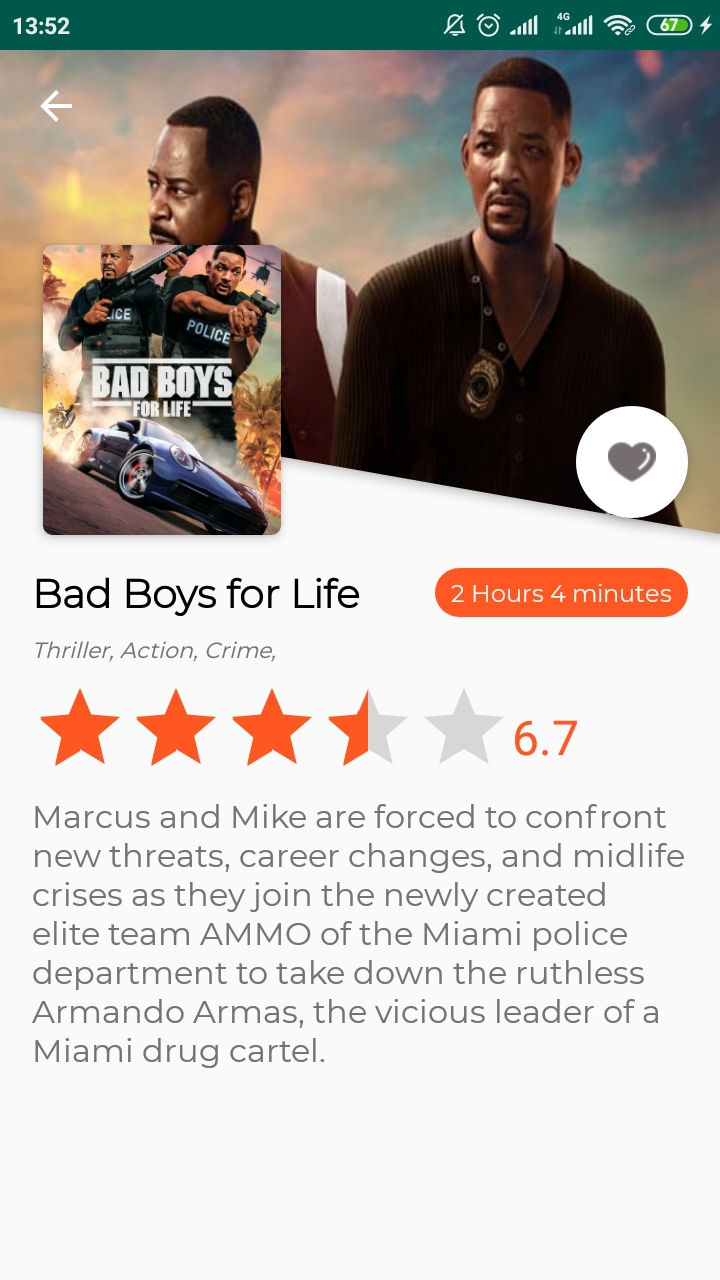 13:52
4G
67
LICE
POLICE
BAD BOYS
FOR LIFE
Bad Boys for Life
2 Hours 4 minutes
Thriller, Action, Crime,
6.7
Marcus and Mike are forced to confront
new threats, career changes, and midlife
crises as they join the newly created
elite team AMMO of the Miami police
department to take down the ruthless
Armando Armas, the vicious leader of a
Miami drug cartel.